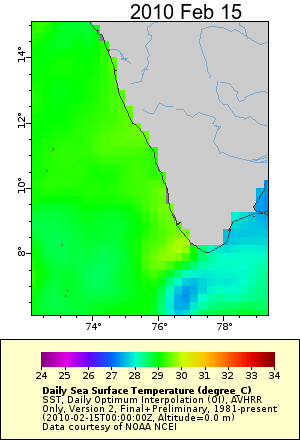 2010 Feb 15
14°
12°
10°
8°
74° 76° 78°
24 25 26 27 28 29 30 31 32 33 34
Daily Sea Surface Temperature (degree_C)
SST, Daily Optimum Interpolation (OI), AVHRR
Only, Version 2, Final+Preliminary, 1981-present
(2010-02-15T00:00:00Z, Altitude=0.0 m)
Data courtesy of NOAA NCEI